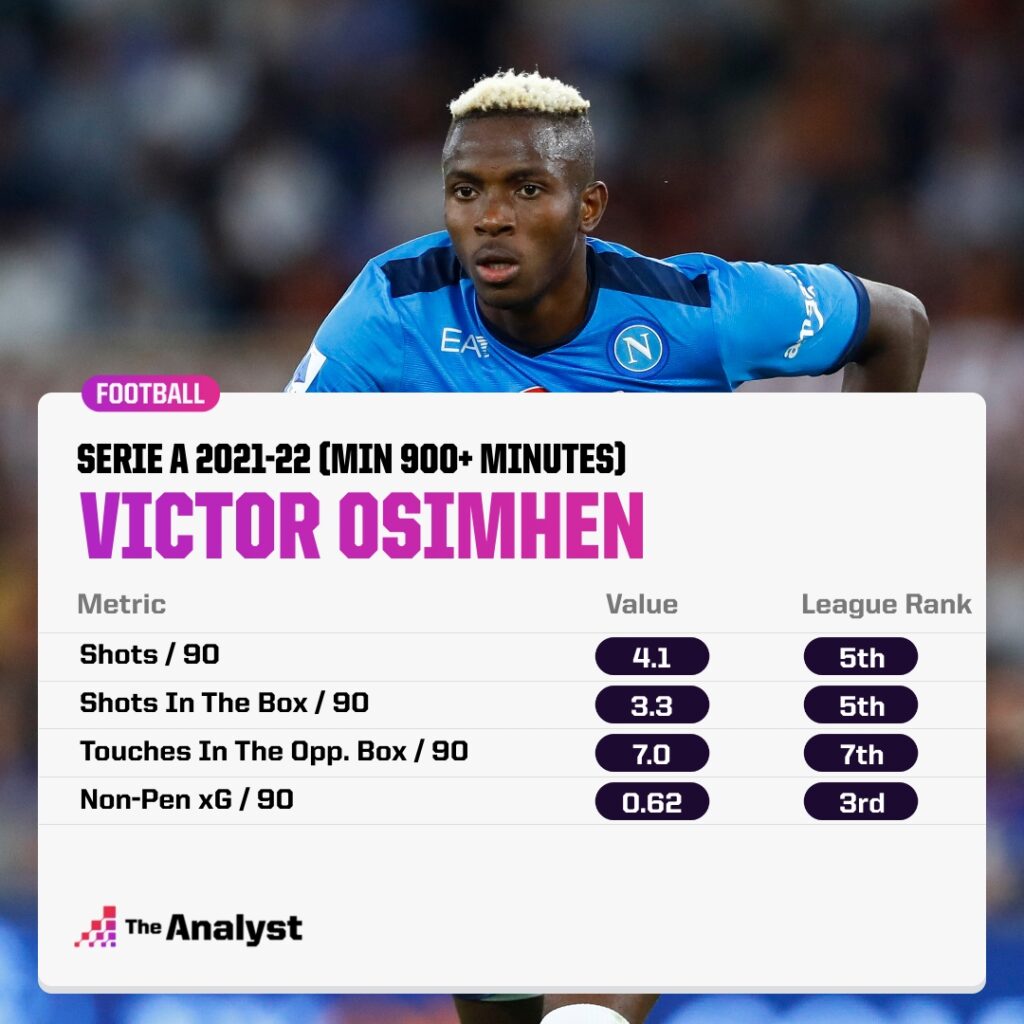 EA7
N
amazon
FOOTBALL
SERIE A 2021-22 (MIN 900+ MINUTES)
VICTOR OSIMHEN
Metric Value League Rank
Shots / 90 4.1 5th
Shots In The Box / 90 3.3 5th
Touches In The Opp. Box / 90 7.0 7th
Non-Pen xG / 90 0.62 3rd
The Analyst